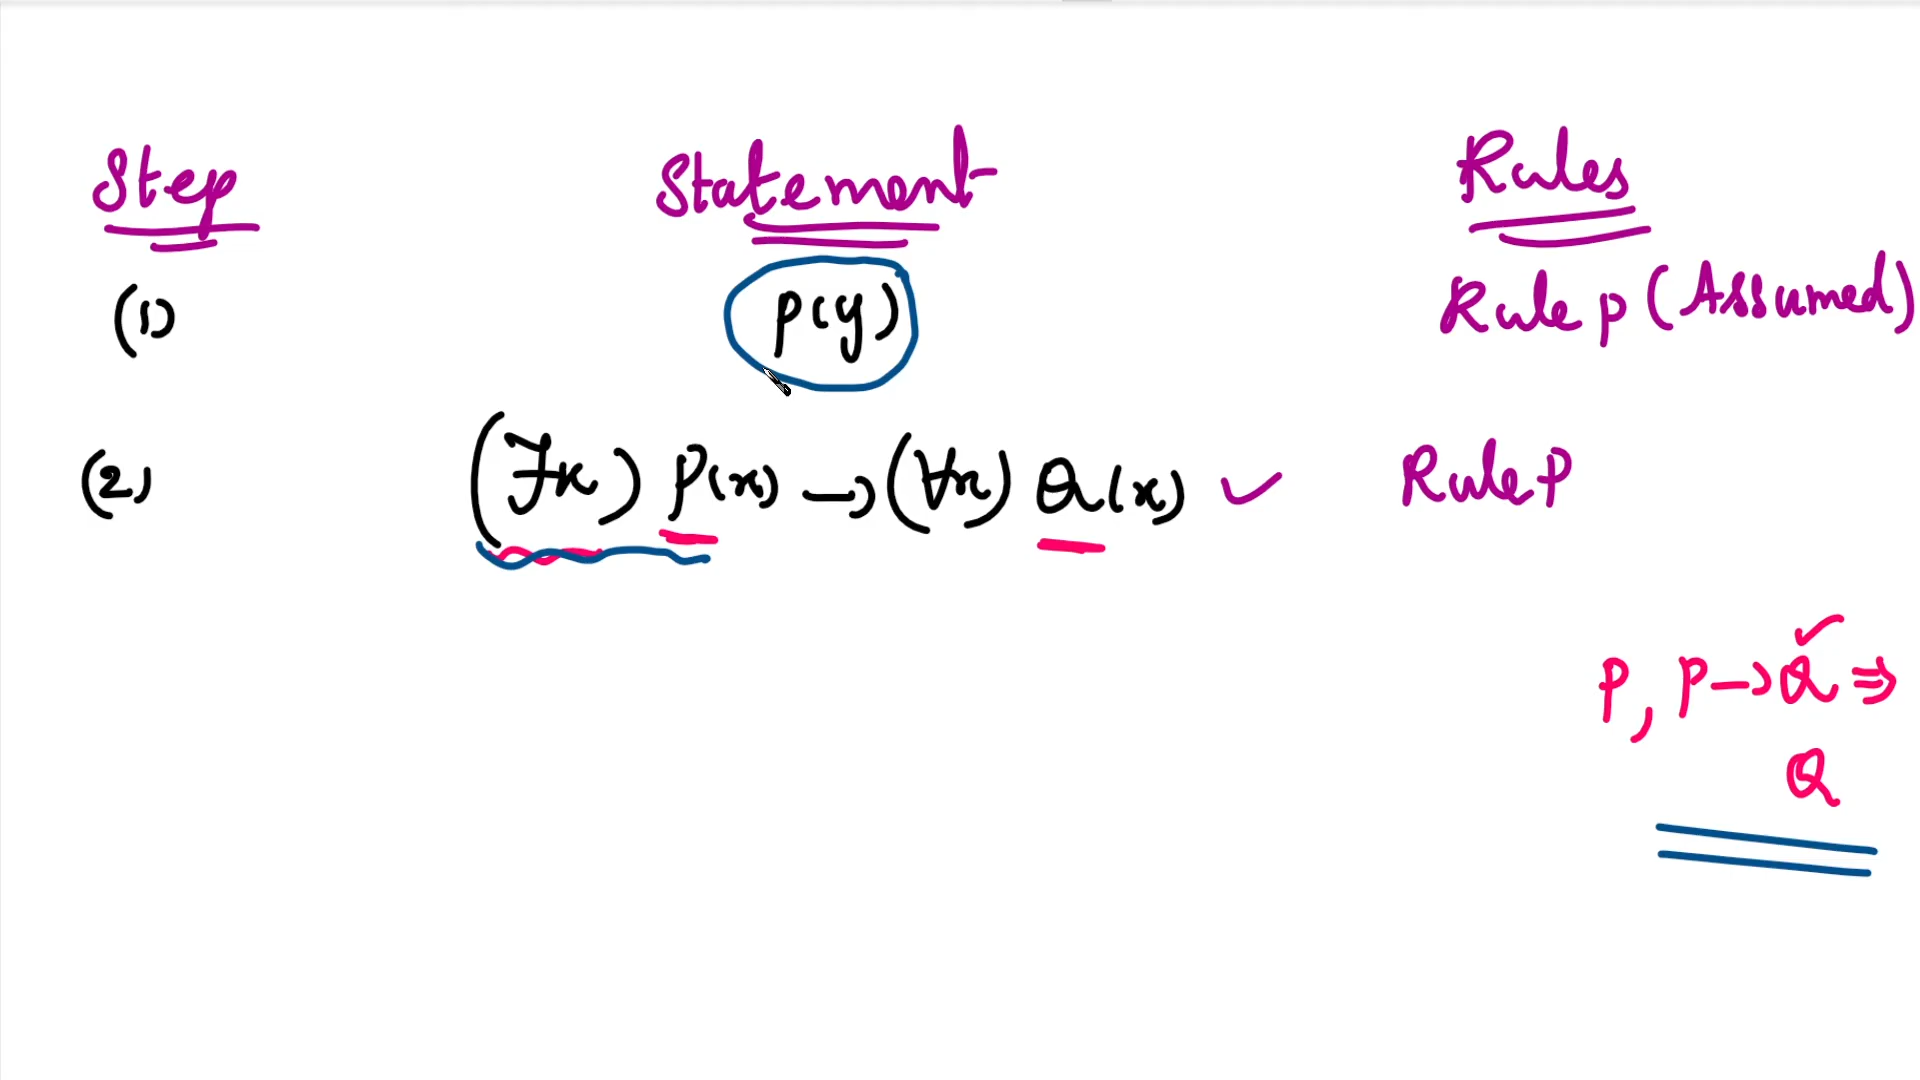 Step Statement Rules
(1) P(y) Rule p (Assumed)
(2) (∃x) P(x) → (∀x) Q(x) ✓ Rule P
✓
P, P → Q ⇒
Q